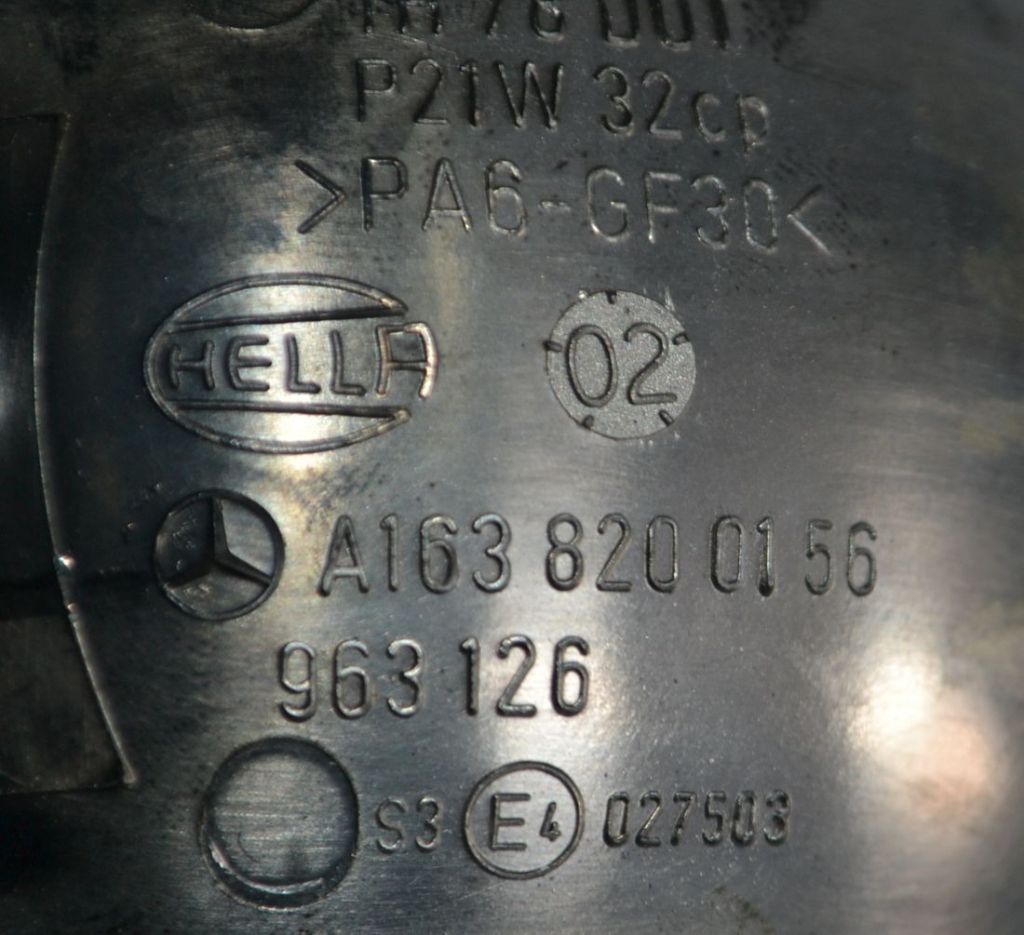 P21W 32cp
>PA6-GF30<
HELLA 02
A163 820 01 56
963 126
S3 E4 027503